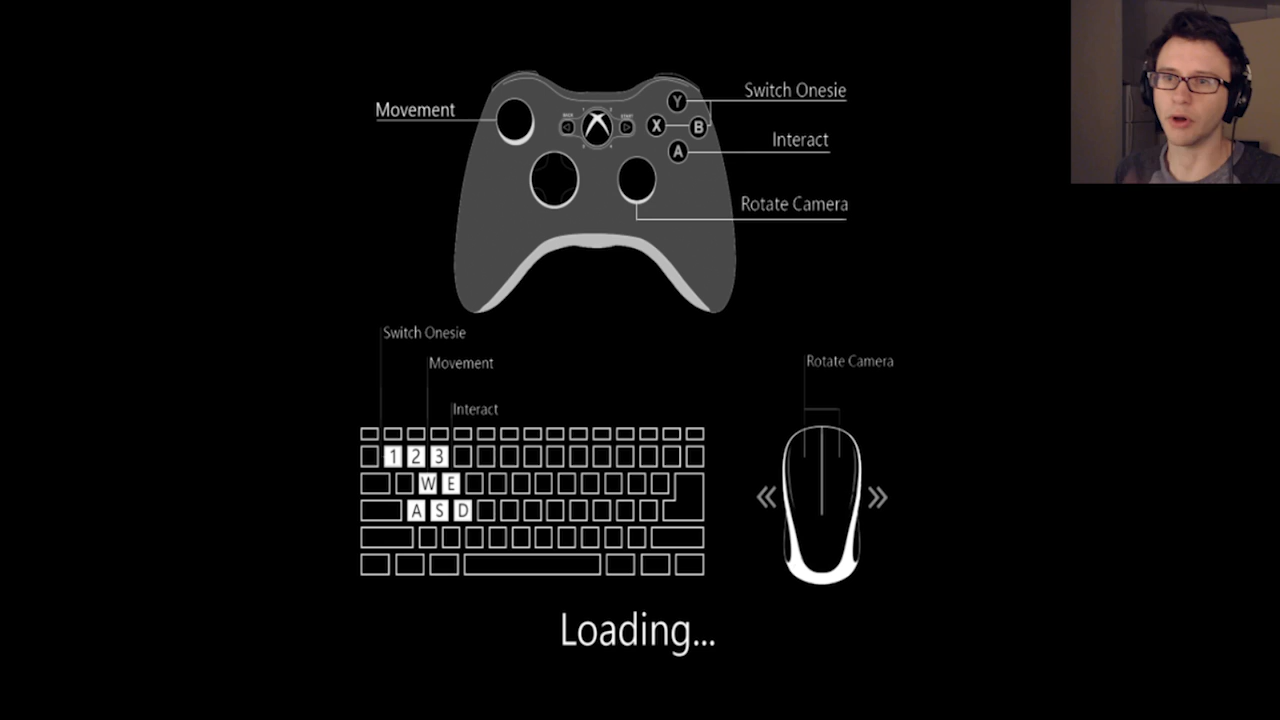 Switch Onesie
Movement
Y
X
B
A
Interact
Rotate Camera
Switch Onesie
Movement
Rotate Camera
Interact
1 2 3
W E
A S D
Loading...